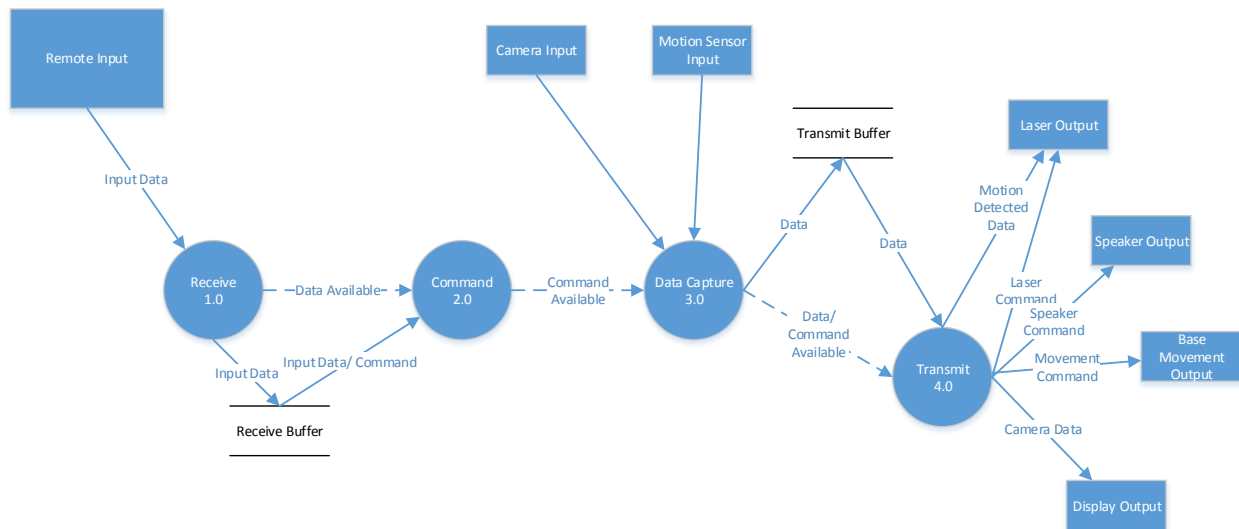 Remote Input
Camera Input
Motion Sensor
Input
Transmit Buffer
Laser Output
Input Data
Motion
Detected
Data
Data
Data
Speaker Output
Receive
1.0
Data Available
Command
2.0
Command
Available
Data Capture
3.0
Laser
Command
Speaker
Command
Data/
Command
Available
Base
Movement
Output
Movement
Command
Input Data/ Command
Input Data
Transmit
4.0
Receive Buffer
Camera Data
Display Output